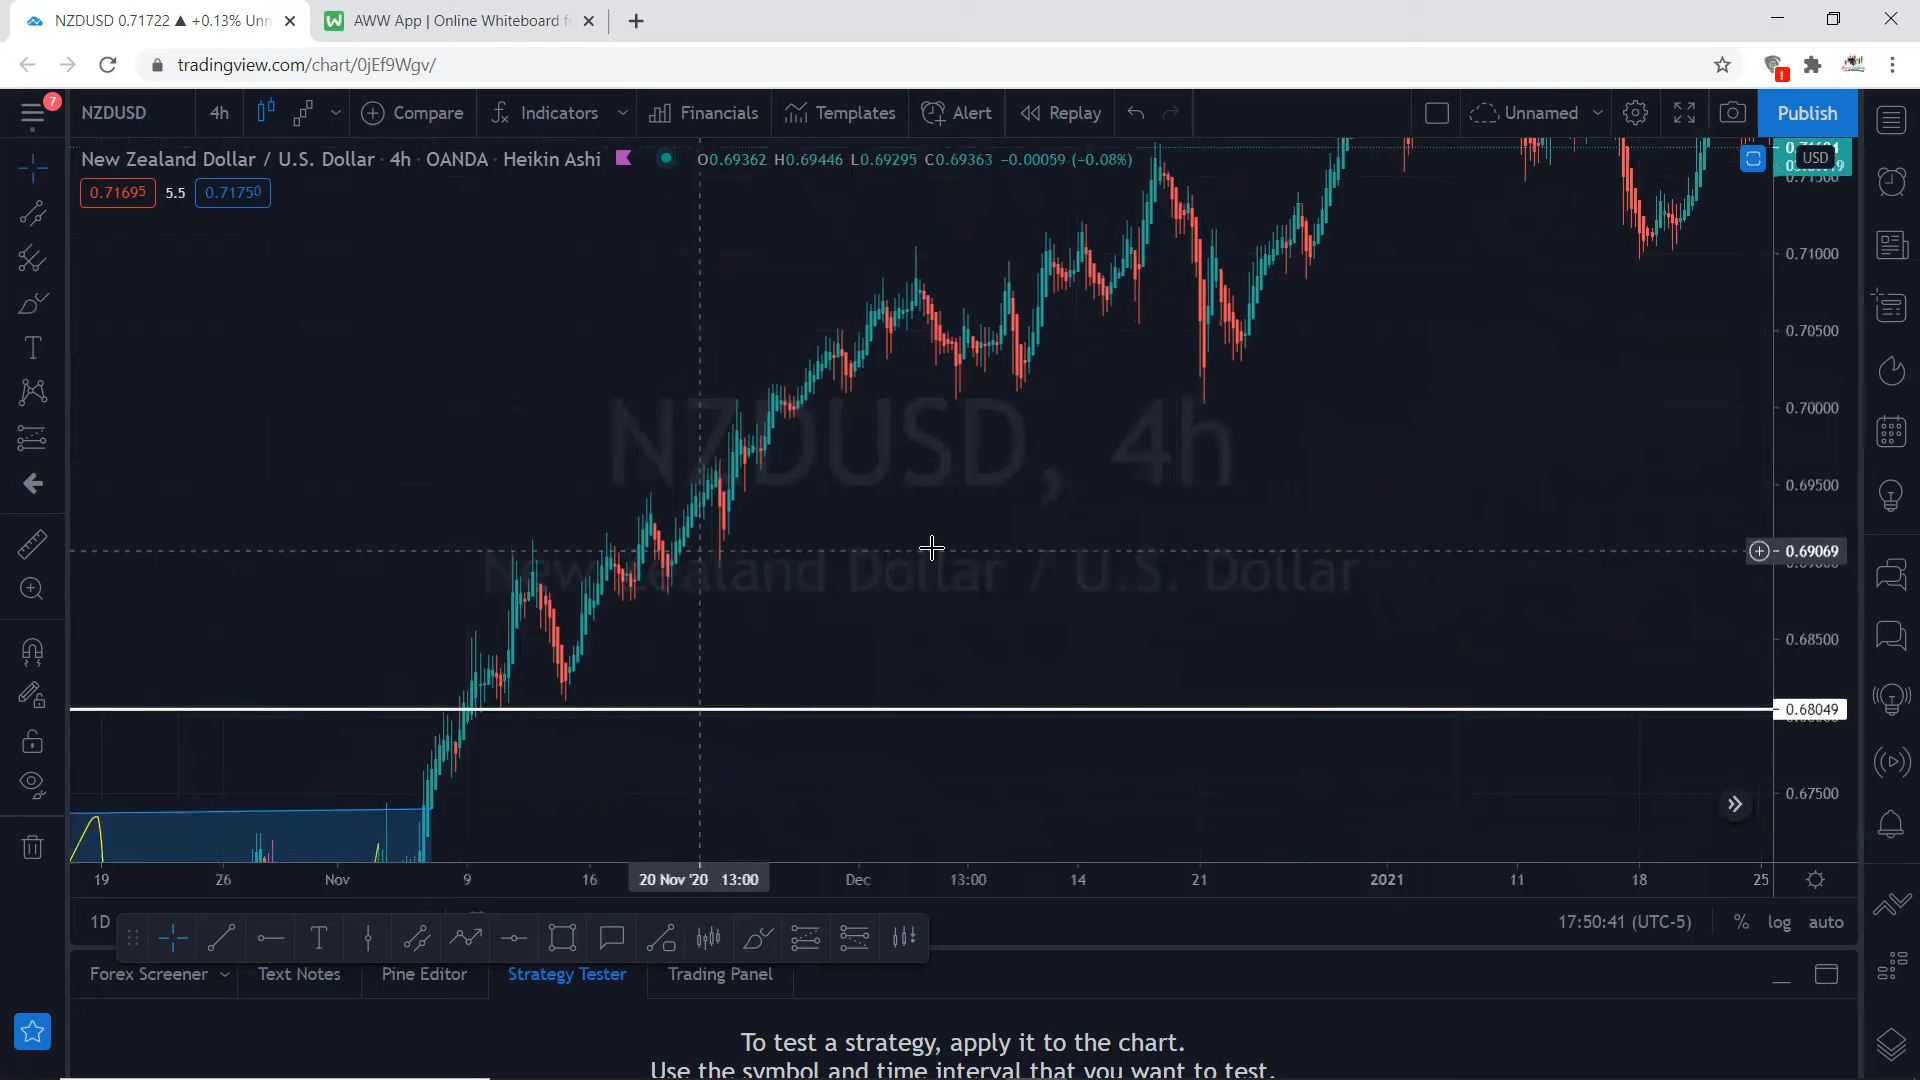 NZDUSD 0.71722 ▲ +0.13% Unn
AWW App | Online Whiteboard f
tradingview.com/chart/0jEf9Wgv/
7
NZDUSD 4h Compare Indicators Financials Templates Alert Replay Unnamed Publish
New Zealand Dollar / U.S. Dollar · 4h · OANDA · Heikin Ashi O0.69362 H0.69446 L0.69295 C0.69363 −0.00059 (−0.08%)
USD
0.71695 5.5 0.71750
0.71000
0.70500
0.70000
NZDUSD, 4h
0.69500
0.69069
New Zealand Dollar / U.S. Dollar
0.68500
0.68049
0.67500
19 26 Nov 9 16 20 Nov '20 13:00 Dec 13:00 14 21 2021 11 18 25
1D 17:50:41 (UTC-5) % log auto
Forex Screener Text Notes Pine Editor Strategy Tester Trading Panel
To test a strategy, apply it to the chart.
Use the symbol and time interval that you want to test.